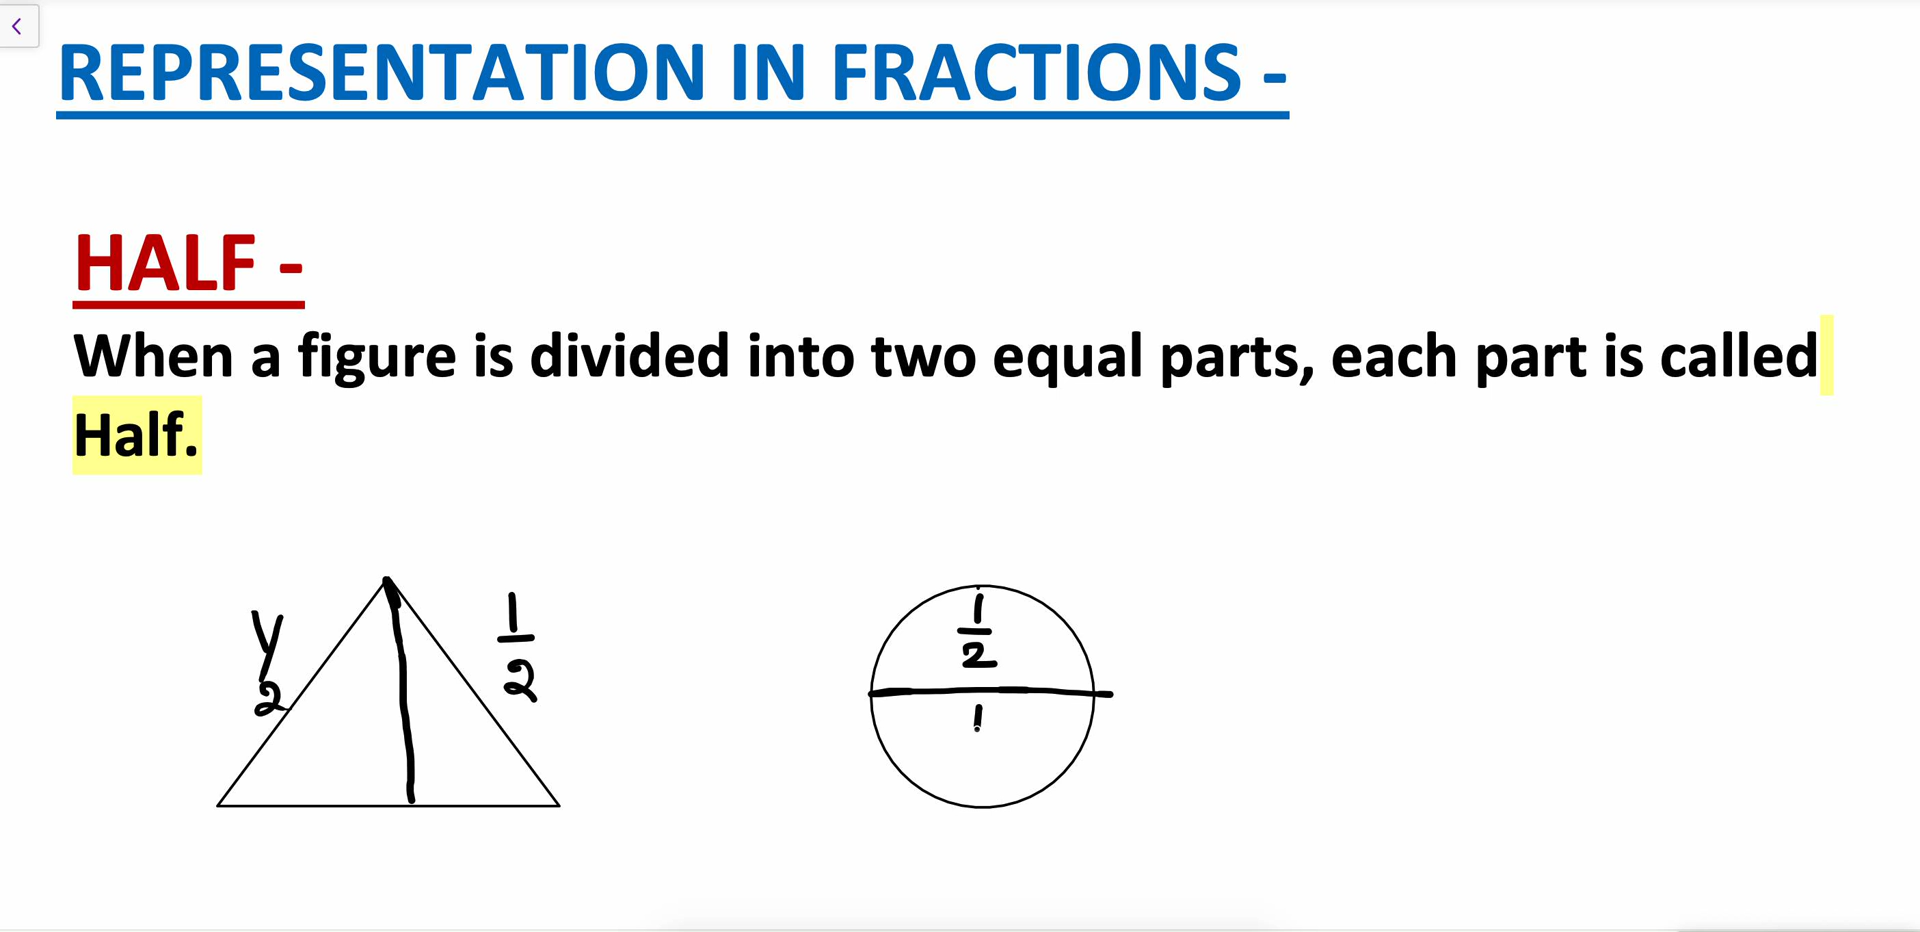 REPRESENTATION IN FRACTIONS -
HALF -
When a figure is divided into two equal parts, each part is called
Half.
1
2
1
2
1
2
1